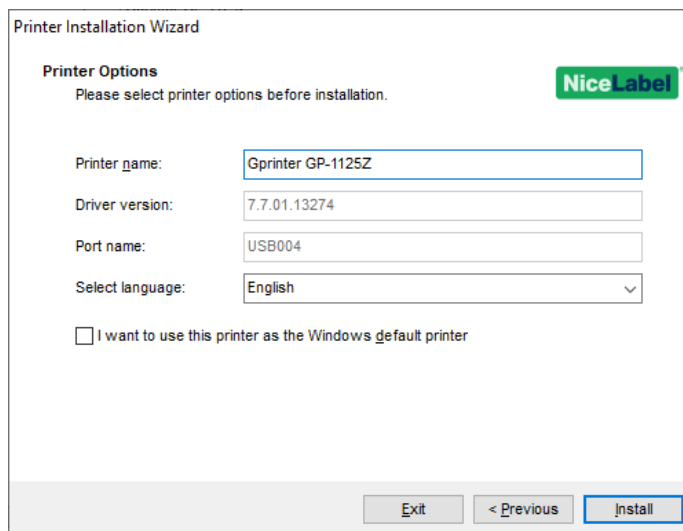 Printer Installation Wizard
Printer Options
Please select printer options before installation.
NiceLabel
Printer name: Gprinter GP-1125Z
Driver version: 7.7.01.13274
Port name: USB004
Select language: English
I want to use this printer as the Windows default printer
Exit < Previous Install